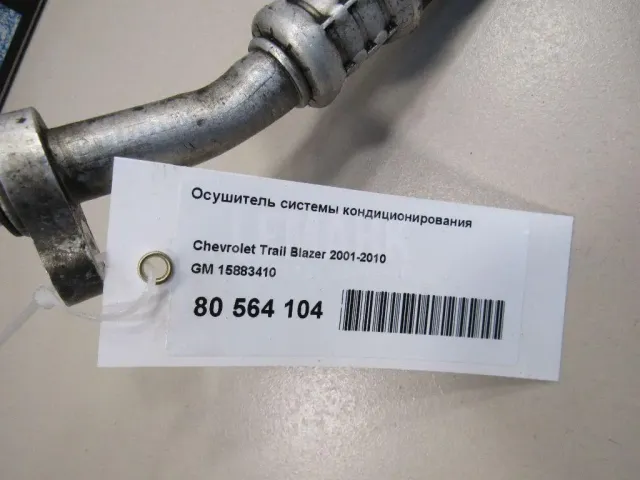 Осушитель системы кондиционирования
Chevrolet Trail Blazer 2001-2010
GM 15883410
80 564 104